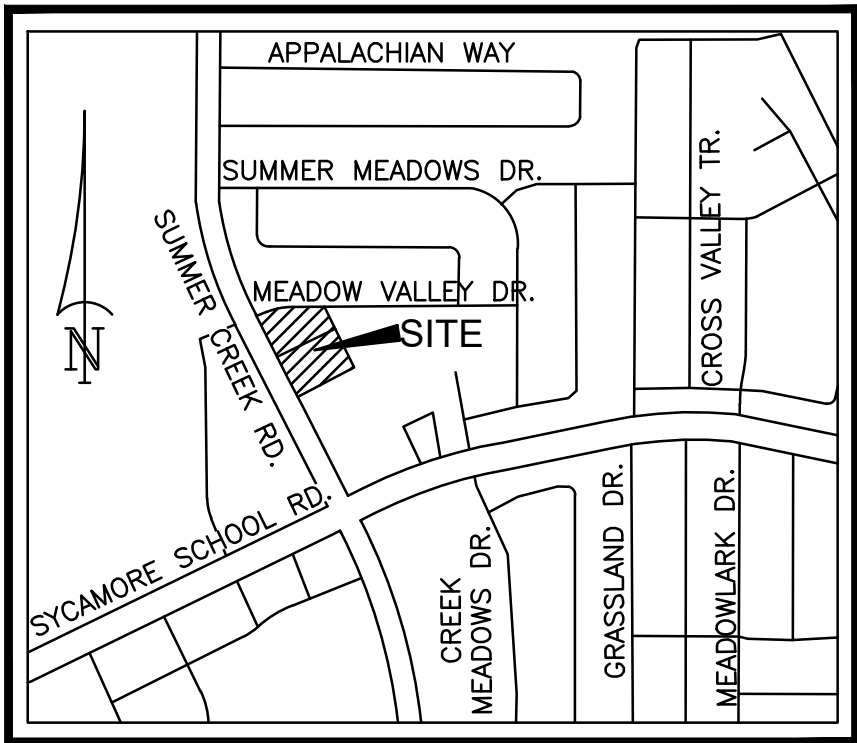 APPALACHIAN WAY
SUMMER MEADOWS DR.
CROSS VALLEY TR.
SUMMER CREEK RD.
MEADOW VALLEY DR.
SITE
N
SYCAMORE SCHOOL RD.
CREEK
MEADOWS DR.
GRASSLAND DR.
MEADOWLARK DR.